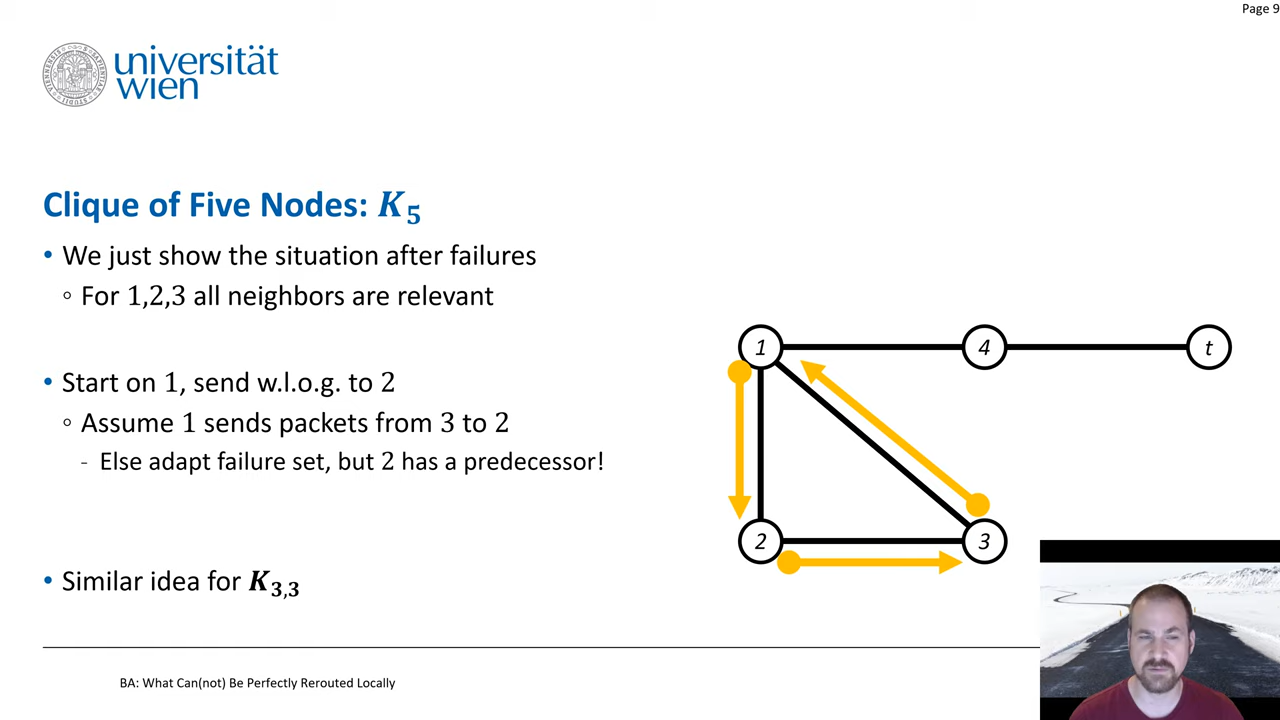 Page 9
universität
wien
Clique of Five Nodes: K5
• We just show the situation after failures
◦ For 1,2,3 all neighbors are relevant
• Start on 1, send w.l.o.g. to 2
◦ Assume 1 sends packets from 3 to 2
- Else adapt failure set, but 2 has a predecessor!
• Similar idea for K3,3
1
4
t
2
3
BA: What Can(not) Be Perfectly Rerouted Locally